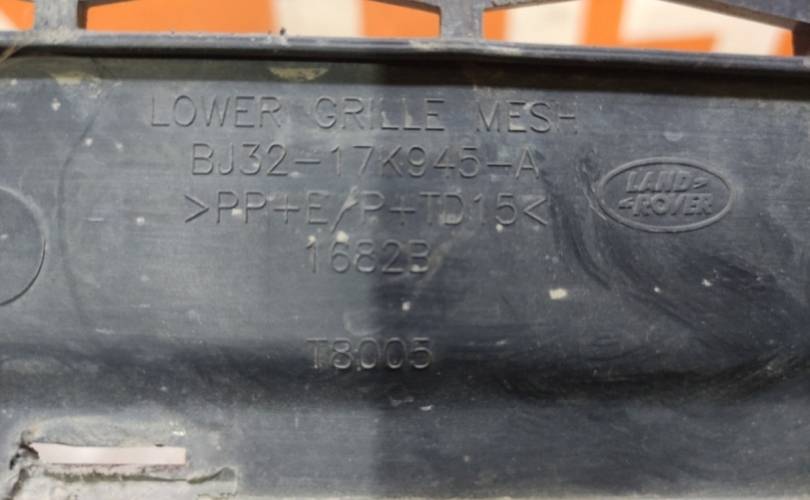 LOWER GRILLE MESH
BJ32-17K945-A
>PP+E/P+TD15<
1682B
T8005
LAND
ROVER